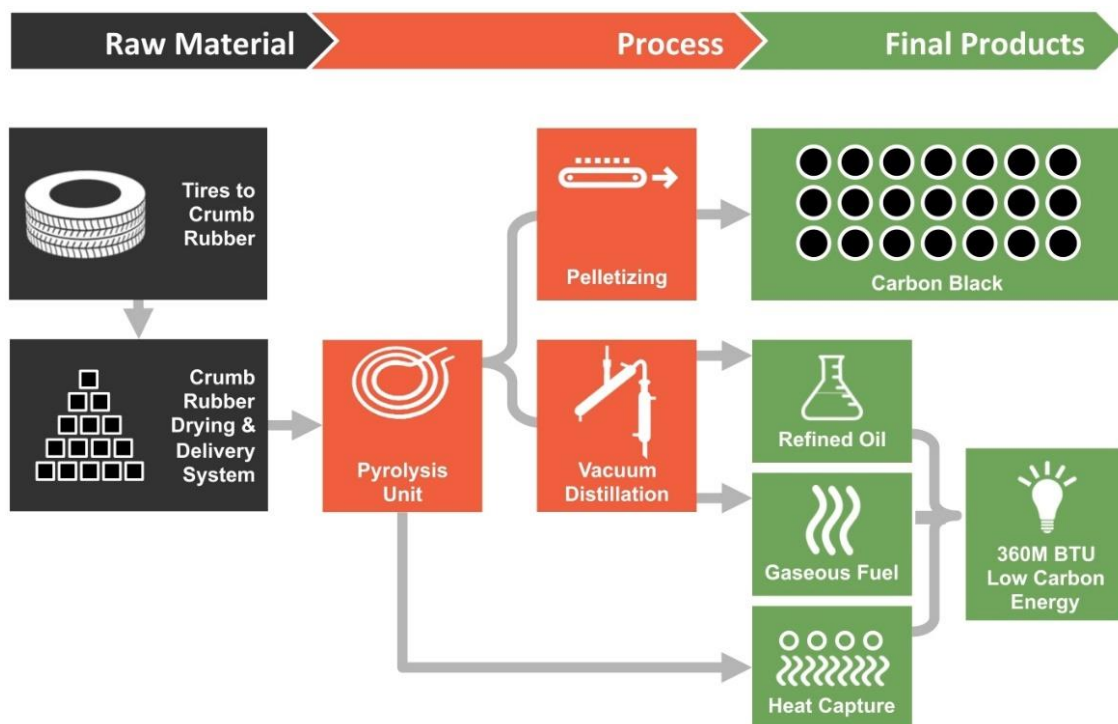 Raw Material
Process
Final Products
Tires to
Crumb
Rubber
Pelletizing
Carbon Black
Crumb
Rubber
Drying &
Delivery
System
Pyrolysis
Unit
Vacuum
Distillation
Refined Oil
Gaseous Fuel
360M BTU
Low Carbon
Energy
Heat Capture